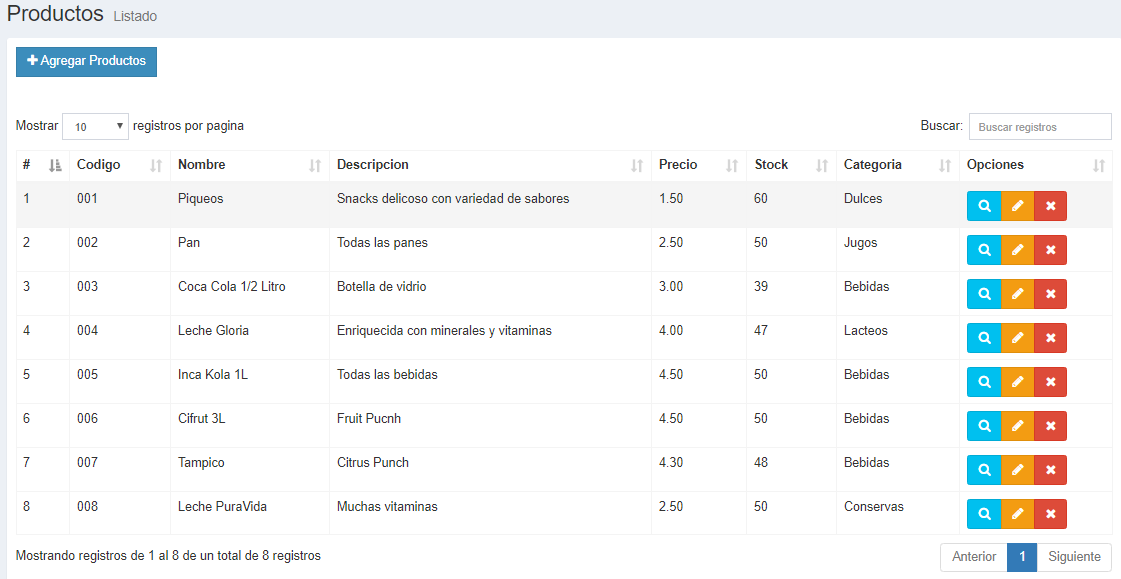 Productos Listado
Agregar Productos
Mostrar 10 registros por pagina Buscar: Buscar registros
# Codigo Nombre Descripcion Precio Stock Categoria Opciones
1 001 Piqueos Snacks delicoso con variedad de sabores 1.50 60 Dulces
2 002 Pan Todas las panes 2.50 50 Jugos
3 003 Coca Cola 1/2 Litro Botella de vidrio 3.00 39 Bebidas
4 004 Leche Gloria Enriquecida con minerales y vitaminas 4.00 47 Lacteos
5 005 Inca Kola 1L Todas las bebidas 4.50 50 Bebidas
6 006 Cifrut 3L Fruit Pucnh 4.50 50 Bebidas
7 007 Tampico Citrus Punch 4.30 48 Bebidas
8 008 Leche PuraVida Muchas vitaminas 2.50 50 Conservas
Mostrando registros de 1 al 8 de un total de 8 registros Anterior 1 Siguiente